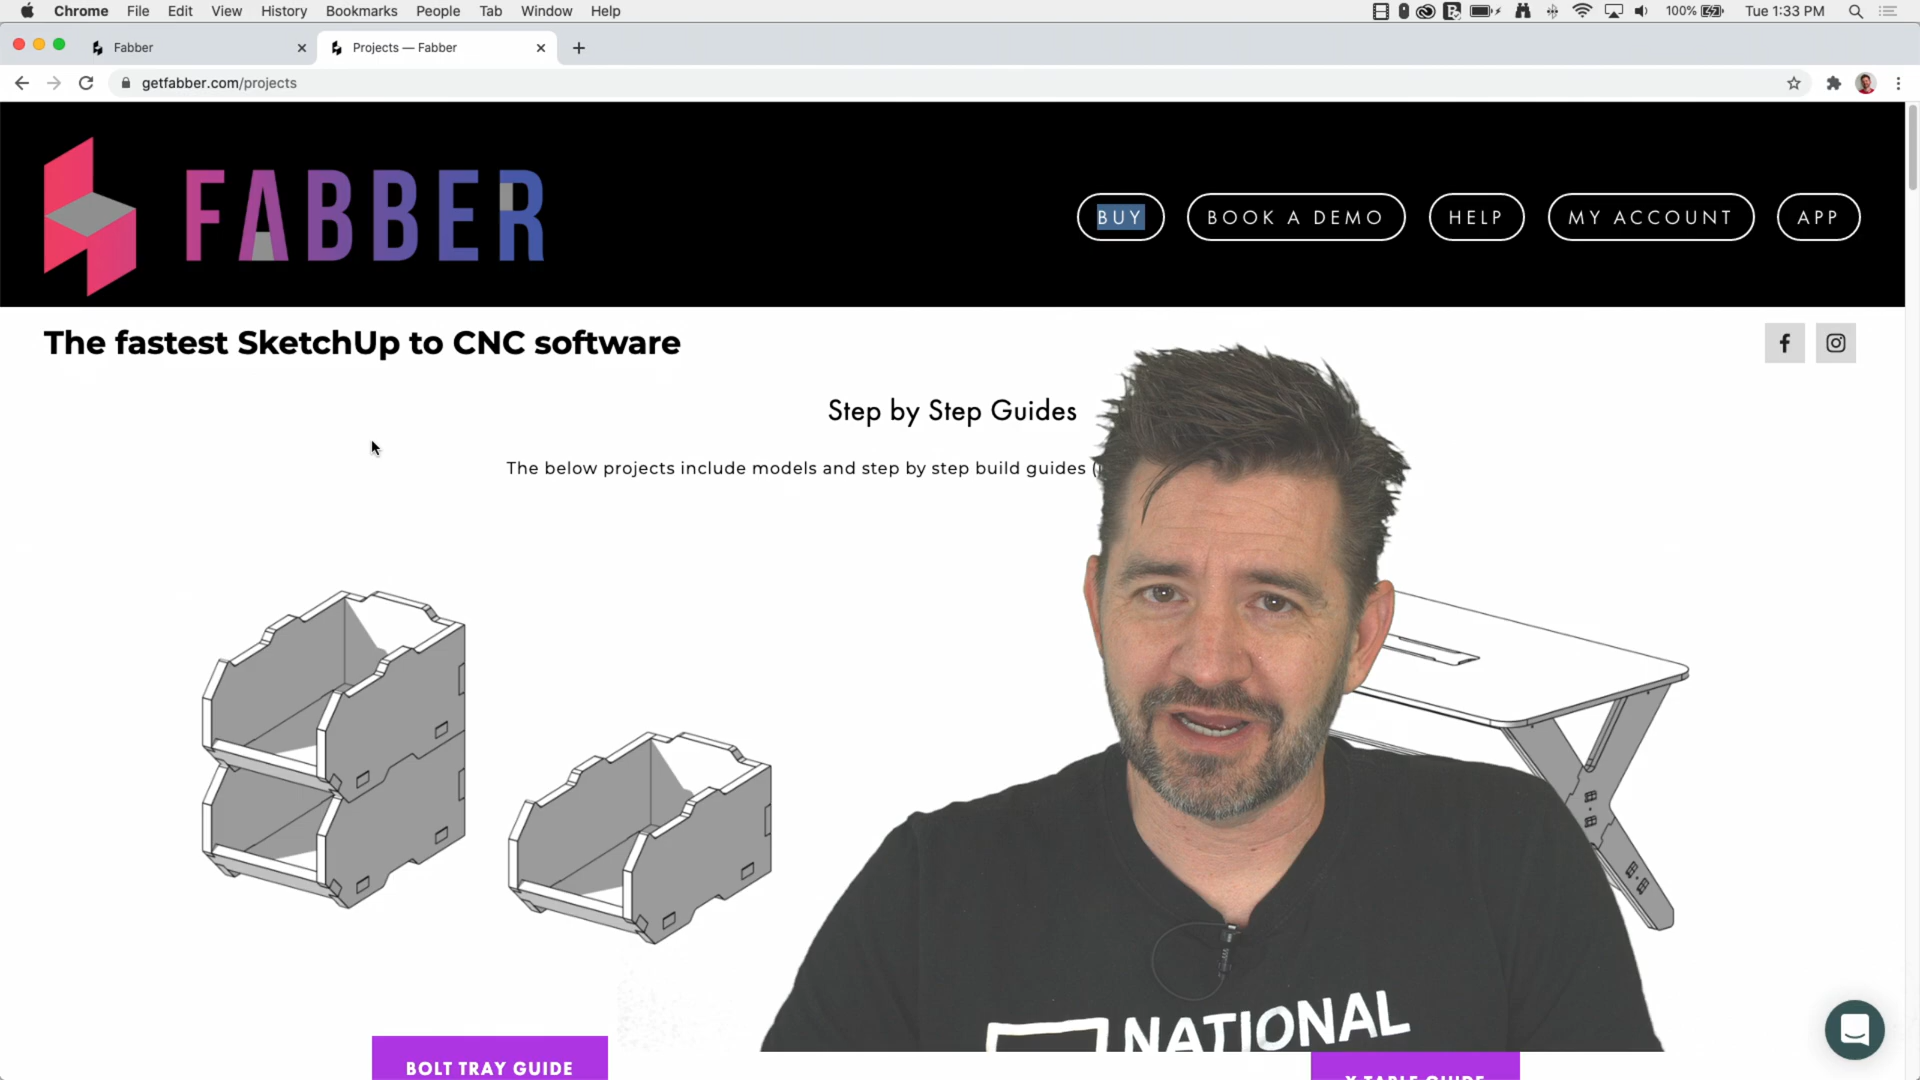 Chrome File Edit View History Bookmarks People Tab Window Help
100%
Tue 1:33 PM
Fabber
Projects — Fabber
getfabber.com/projects
FABBER
BUY
BOOK A DEMO
HELP
MY ACCOUNT
APP
The fastest SketchUp to CNC software
Step by Step Guides
The below projects include models and step by step build guides (
NATIONAL
BOLT TRAY GUIDE
X TABLE GUIDE